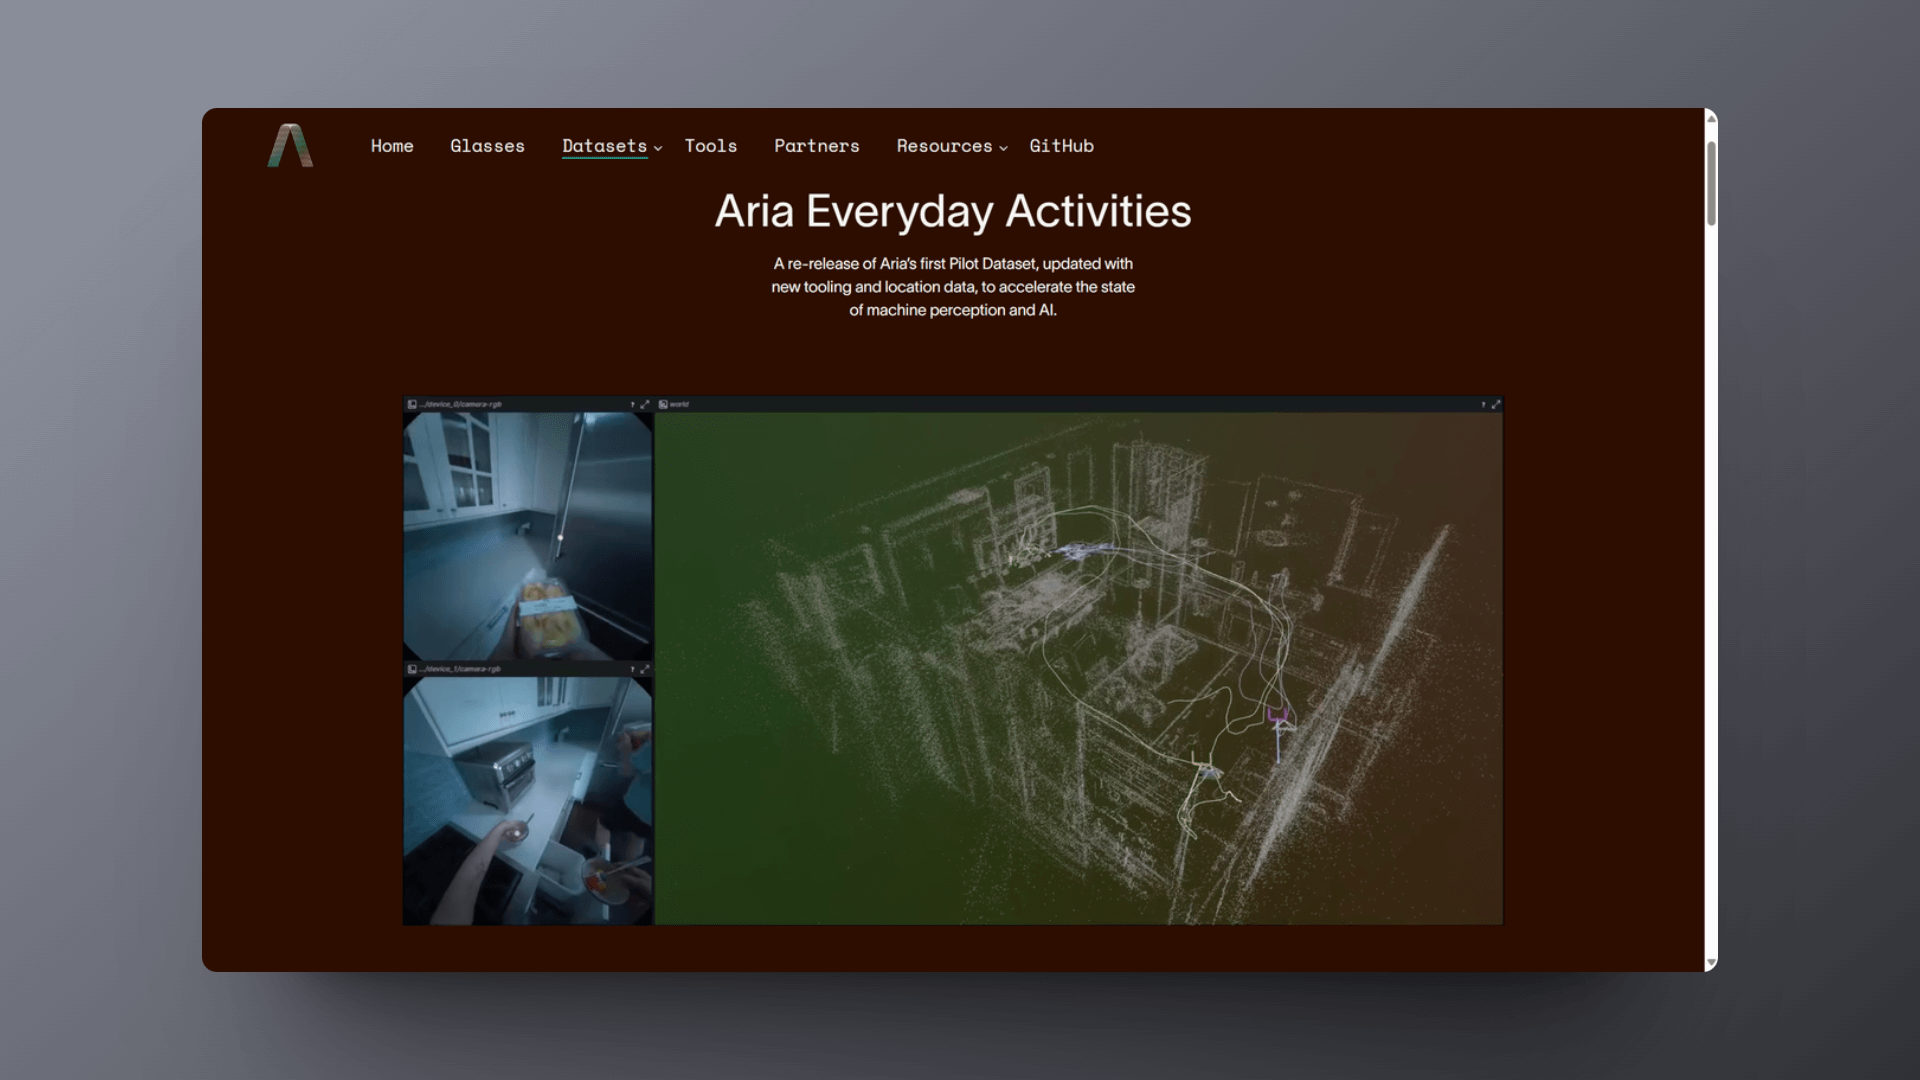 Home Glasses Datasets Tools Partners Resources GitHub
Aria Everyday Activities
A re-release of Aria's first Pilot Dataset, updated with
new tooling and location data, to accelerate the state
of machine perception and AI.
.../device_0/camera-rgb ?
world ?
.../device_1/camera-rgb ?